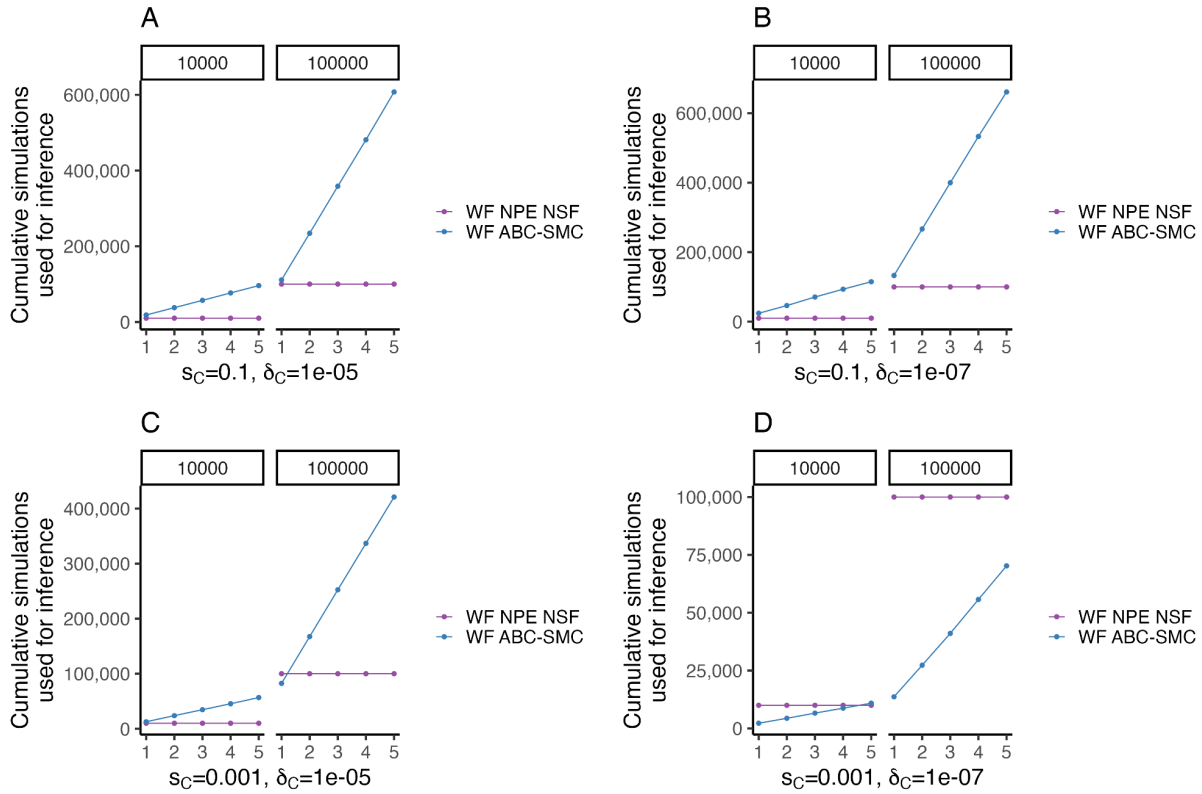 A
10000
100000
Cumulative simulations
used for inference
600,000
400,000
200,000
0
1 2 3 4 5
1 2 3 4 5
s_C=0.1, δ_C=1e-05
WF NPE NSF
WF ABC-SMC
B
10000
100000
Cumulative simulations
used for inference
600,000
400,000
200,000
0
1 2 3 4 5
1 2 3 4 5
s_C=0.1, δ_C=1e-07
WF NPE NSF
WF ABC-SMC
C
10000
100000
Cumulative simulations
used for inference
400,000
300,000
200,000
100,000
0
1 2 3 4 5
1 2 3 4 5
s_C=0.001, δ_C=1e-05
WF NPE NSF
WF ABC-SMC
D
10000
100000
Cumulative simulations
used for inference
100,000
75,000
50,000
25,000
0
1 2 3 4 5
1 2 3 4 5
s_C=0.001, δ_C=1e-07
WF NPE NSF
WF ABC-SMC